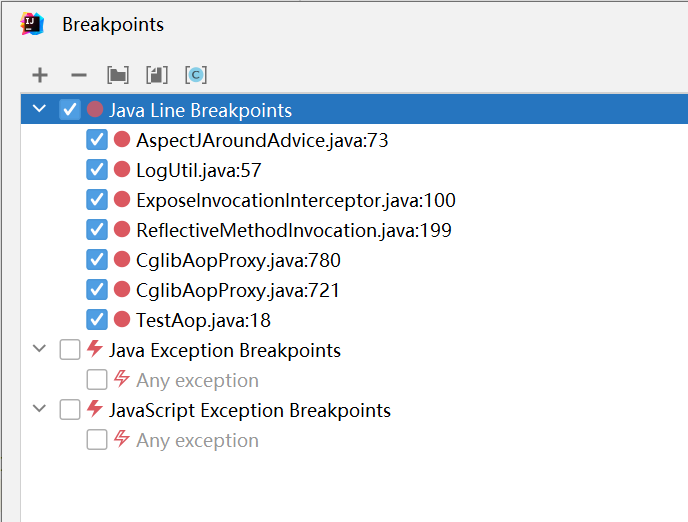 IJ
Breakpoints
Java Line Breakpoints
AspectJAroundAdvice.java:73
LogUtil.java:57
ExposeInvocationInterceptor.java:100
ReflectiveMethodInvocation.java:199
CglibAopProxy.java:780
CglibAopProxy.java:721
TestAop.java:18
Java Exception Breakpoints
Any exception
JavaScript Exception Breakpoints
Any exception